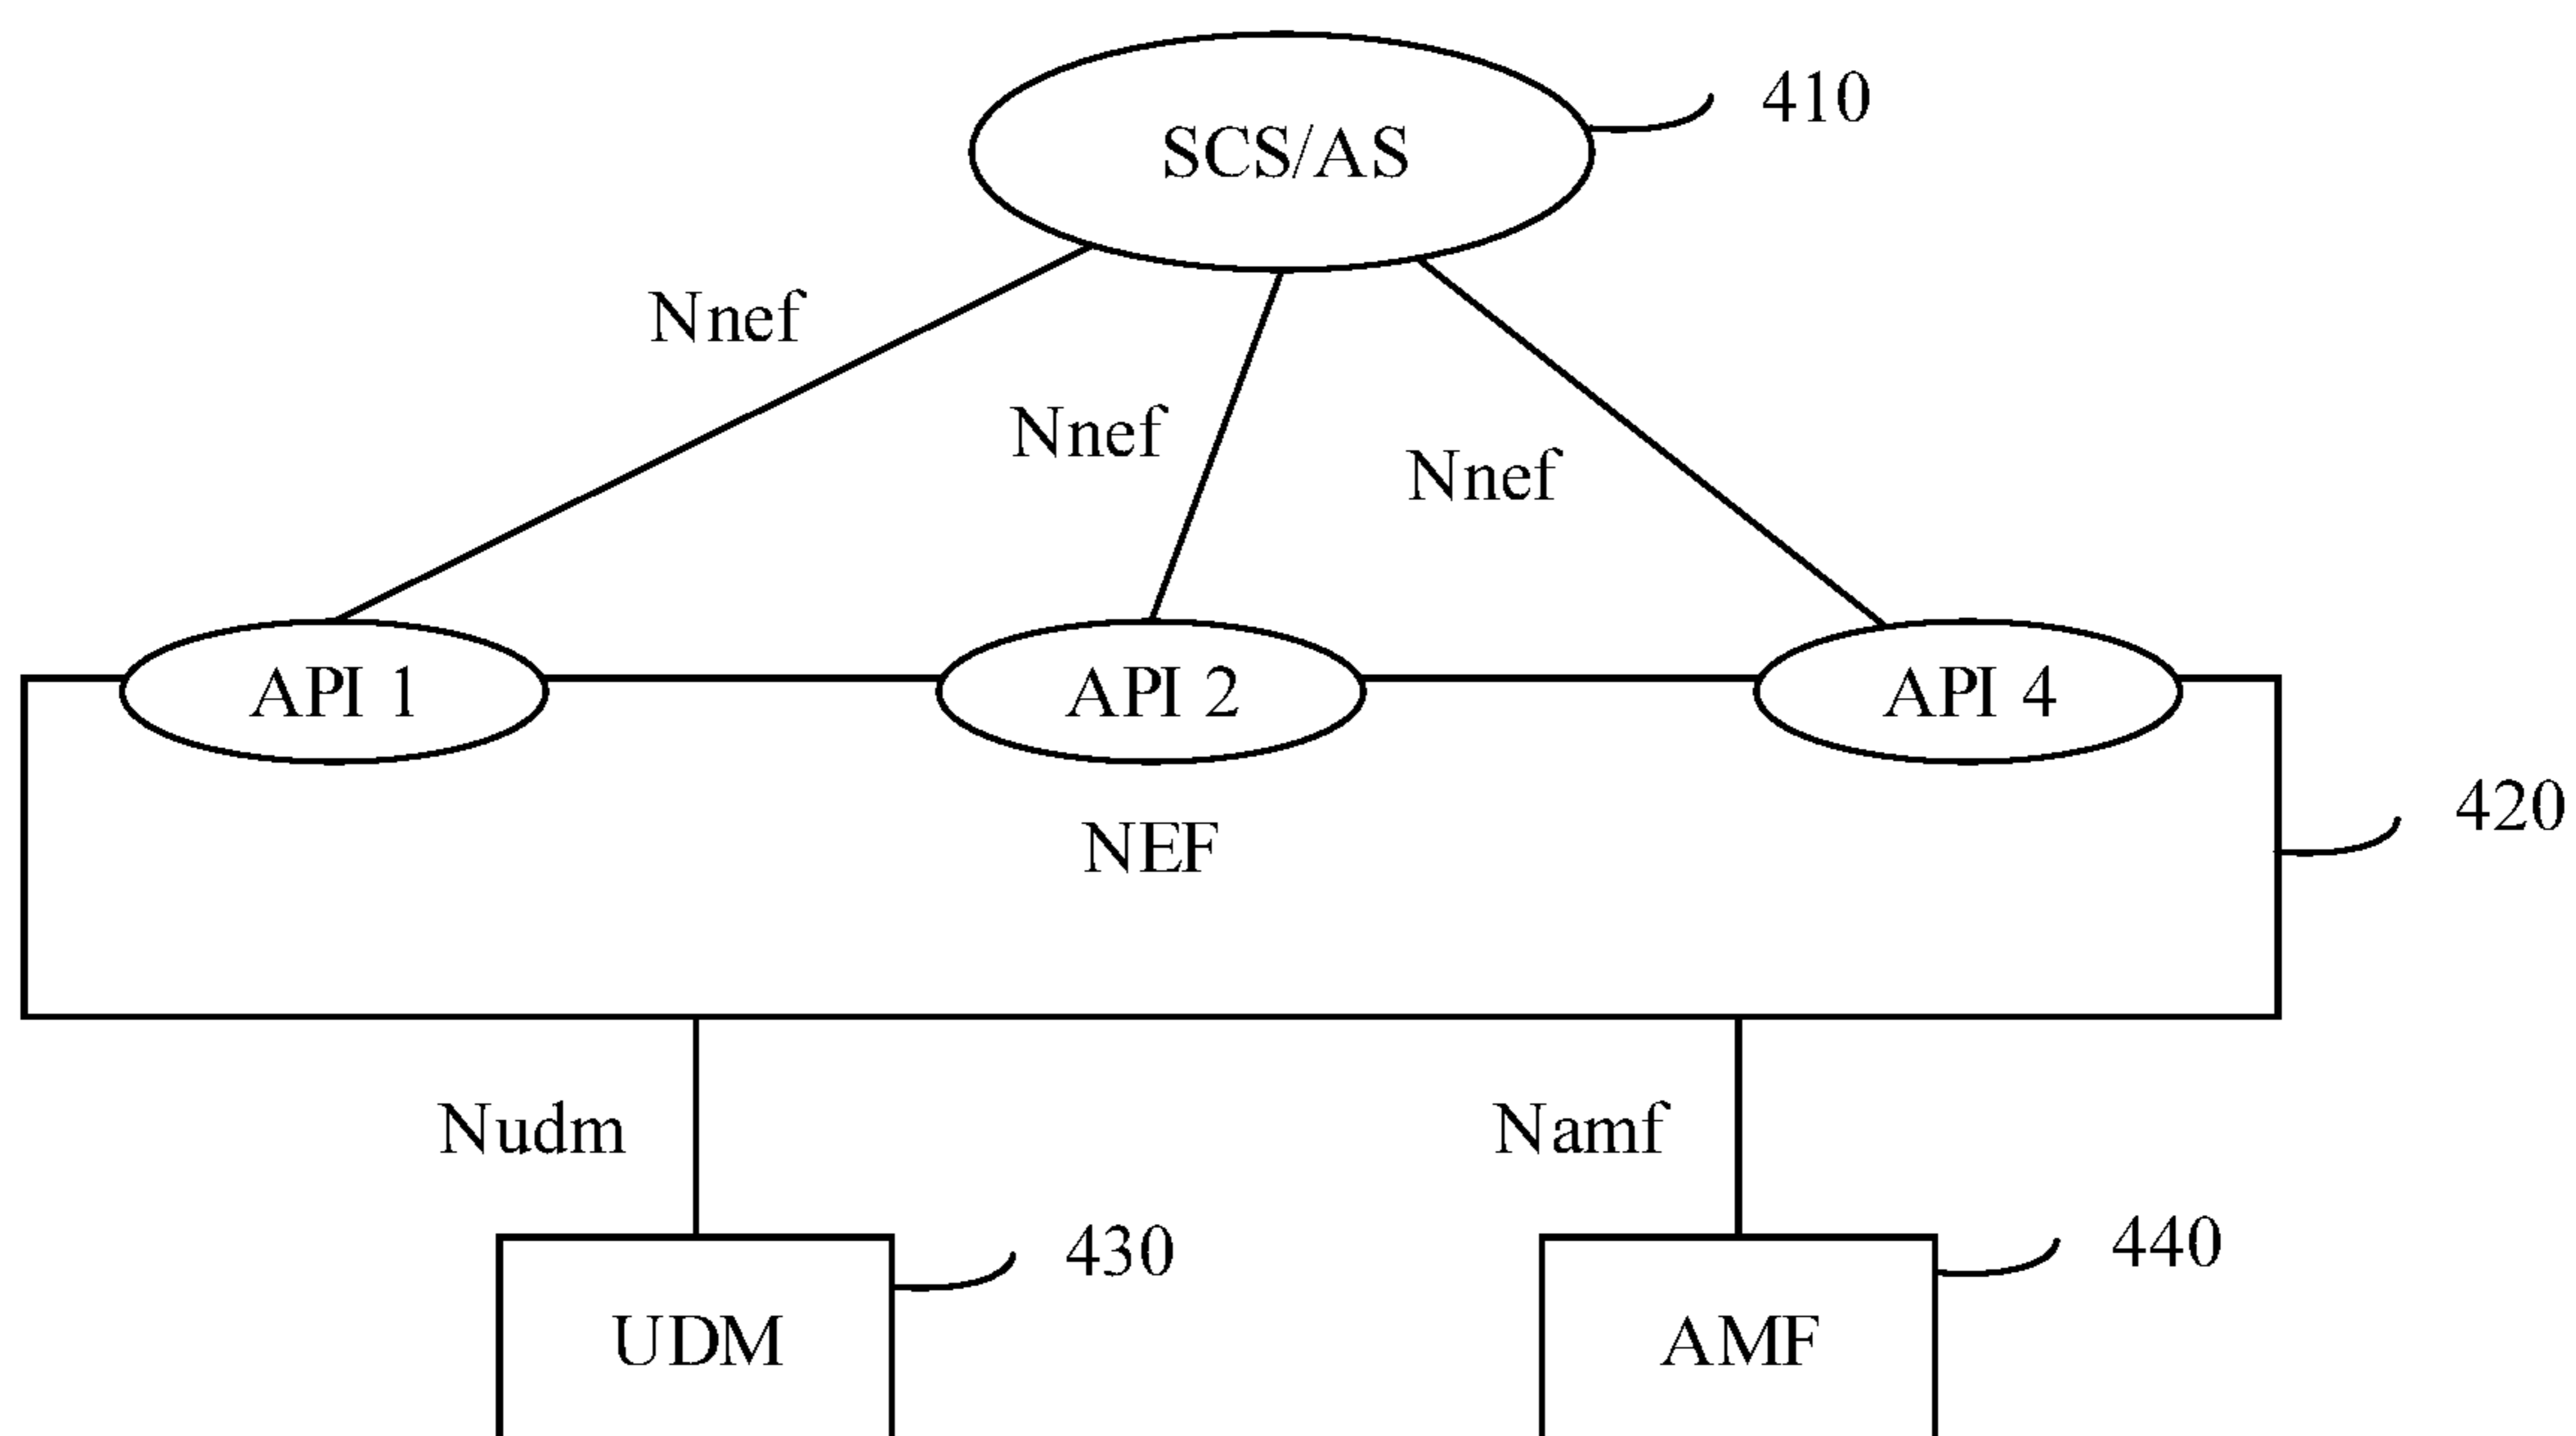 410
SCS/AS
Nnef
Nnef
Nnef
API 1
API 2
API 4
420
NEF
Nudm
Namf
430
440
UDM
AMF